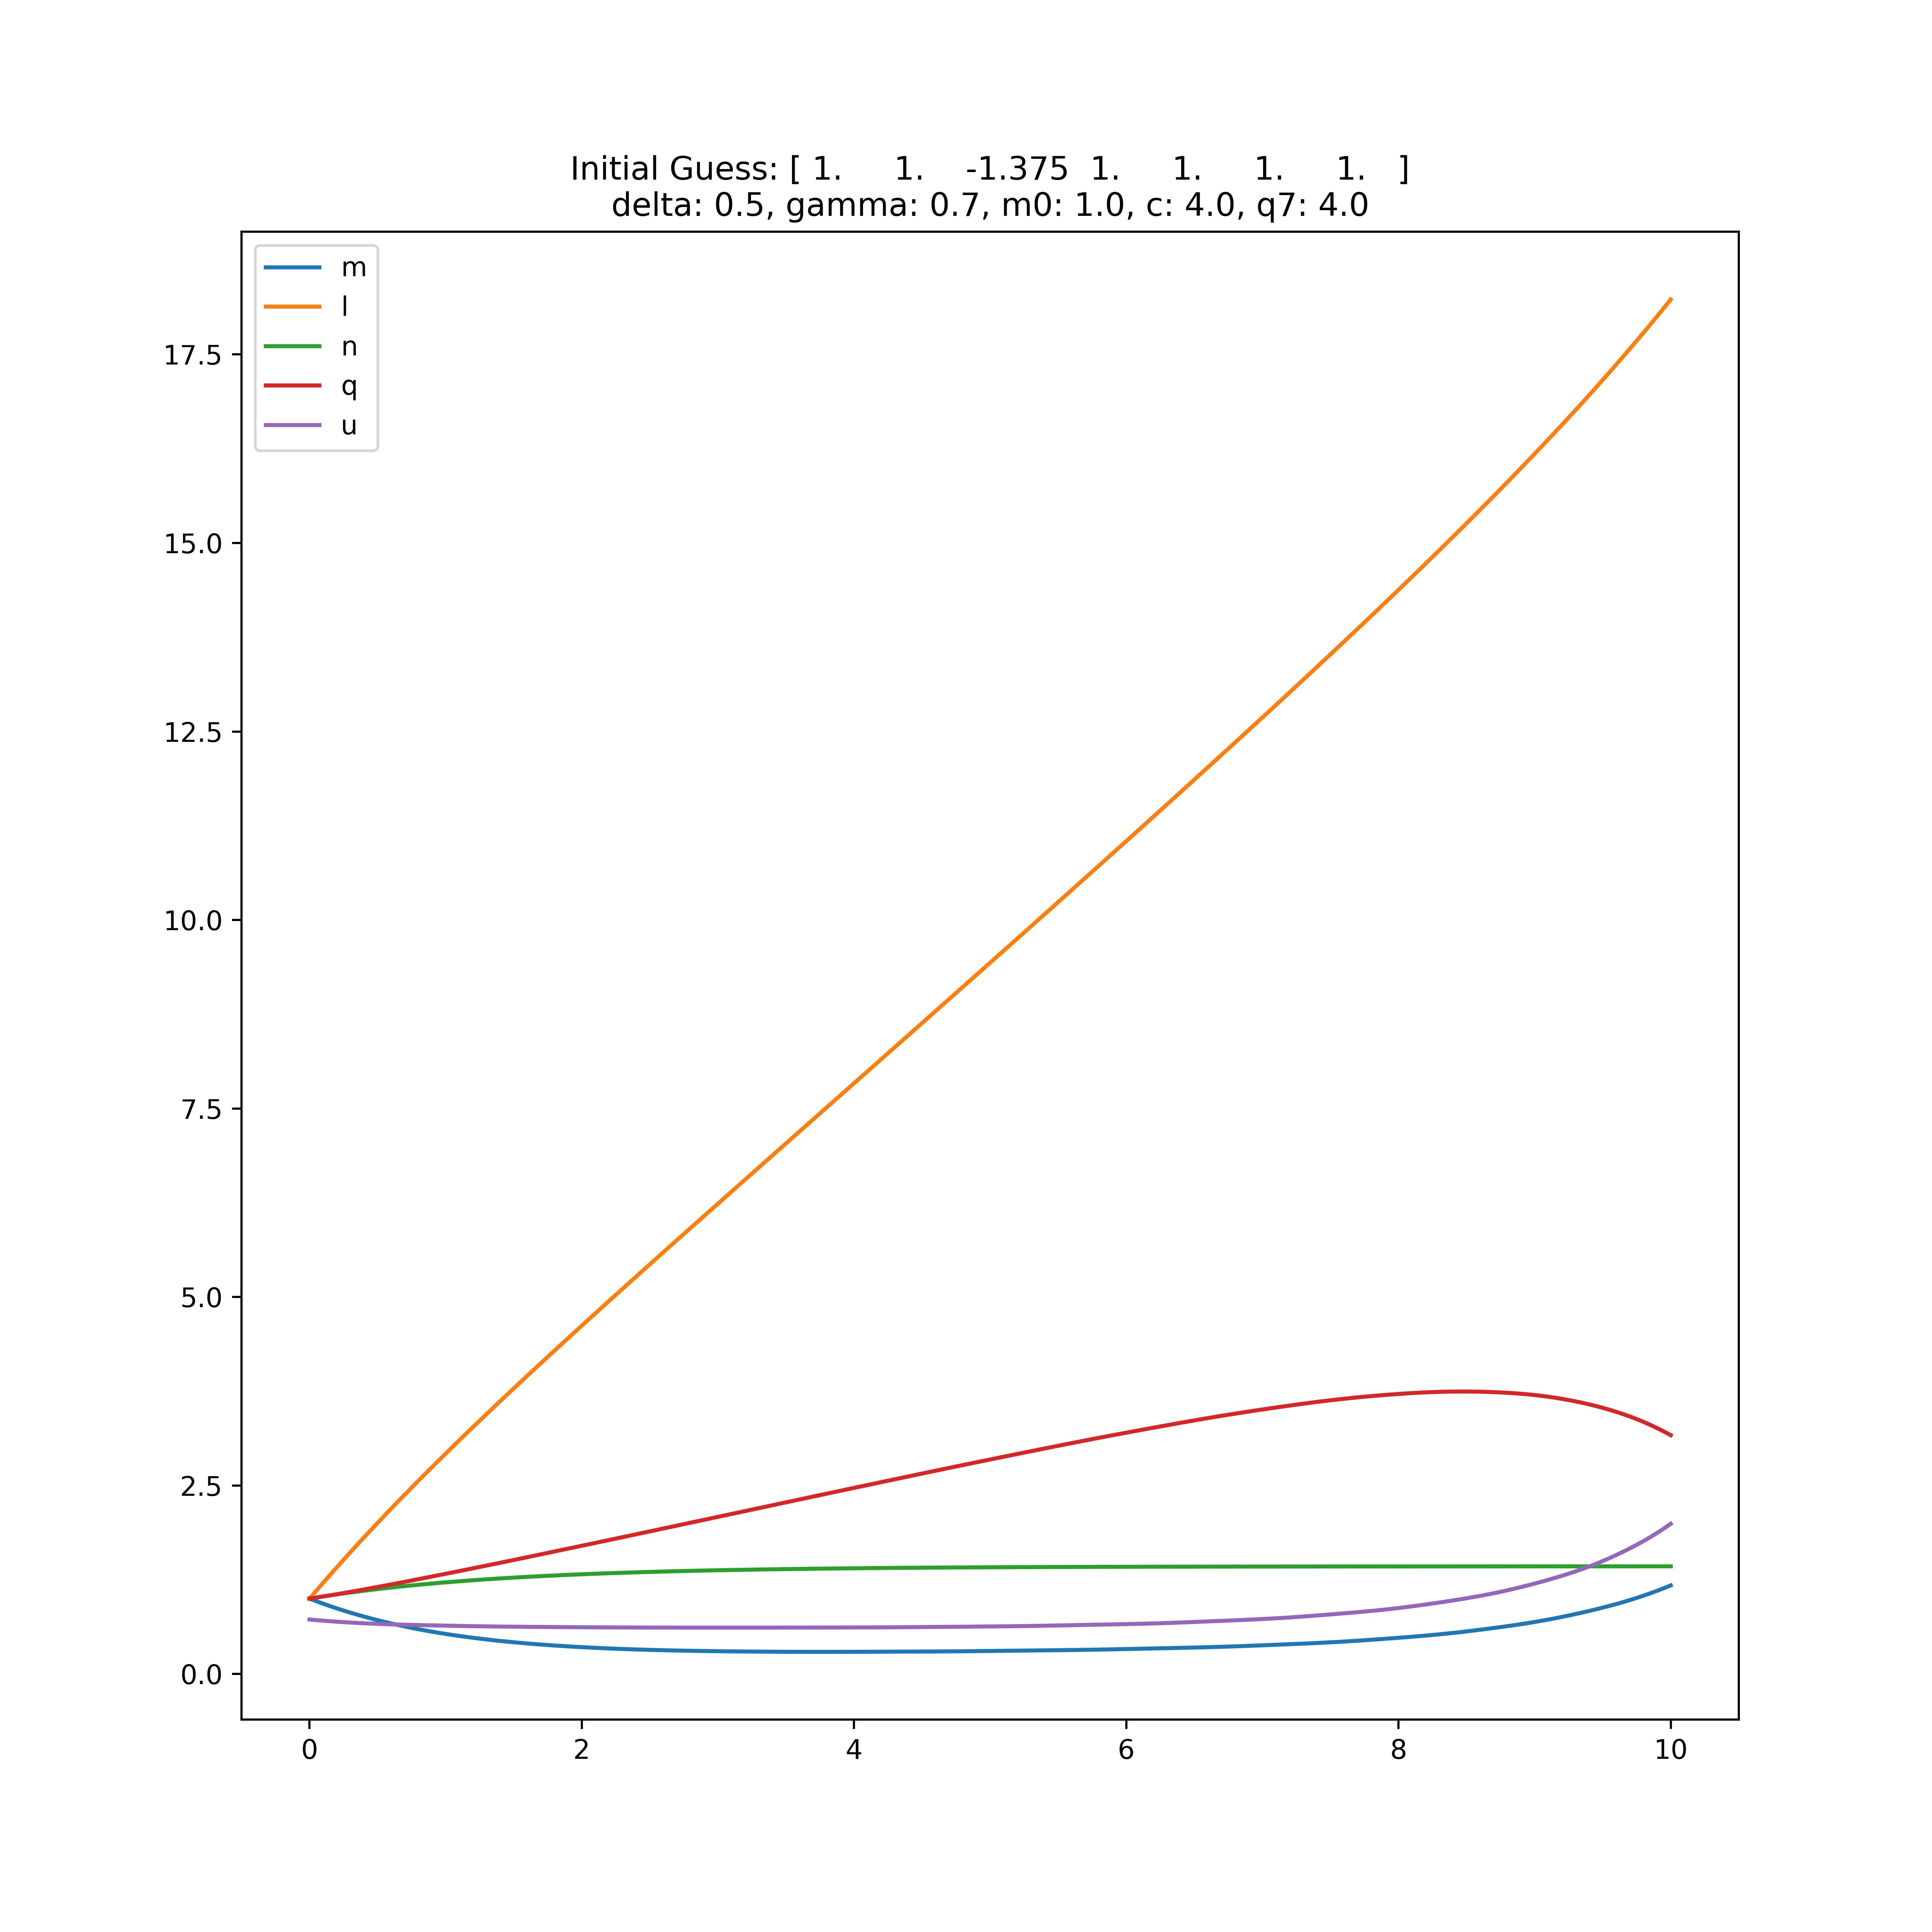 Initial Guess: [ 1. 1. -1.375 1. 1. 1. 1. ]
delta: 0.5, gamma: 0.7, m0: 1.0, c: 4.0, q7: 4.0
m
l
n
q
u
17.5
15.0
12.5
10.0
7.5
5.0
2.5
0.0
0 2 4 6 8 10